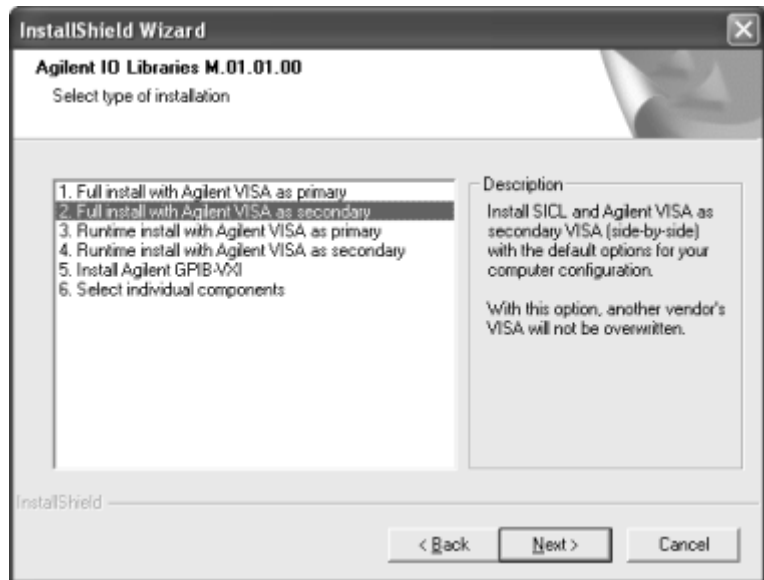 InstallShield Wizard
Agilent IO Libraries M.01.01.00
Select type of installation
1. Full install with Agilent VISA as primary
2. Full install with Agilent VISA as secondary
3. Runtime install with Agilent VISA as primary
4. Runtime install with Agilent VISA as secondary
5. Install Agilent GPIB-VXI
6. Select individual components
Description
Install SICL and Agilent VISA as
secondary VISA (side-by-side)
with the default options for your
computer configuration.
With this option, another vendor's
VISA will not be overwritten.
InstallShield
< Back
Next >
Cancel